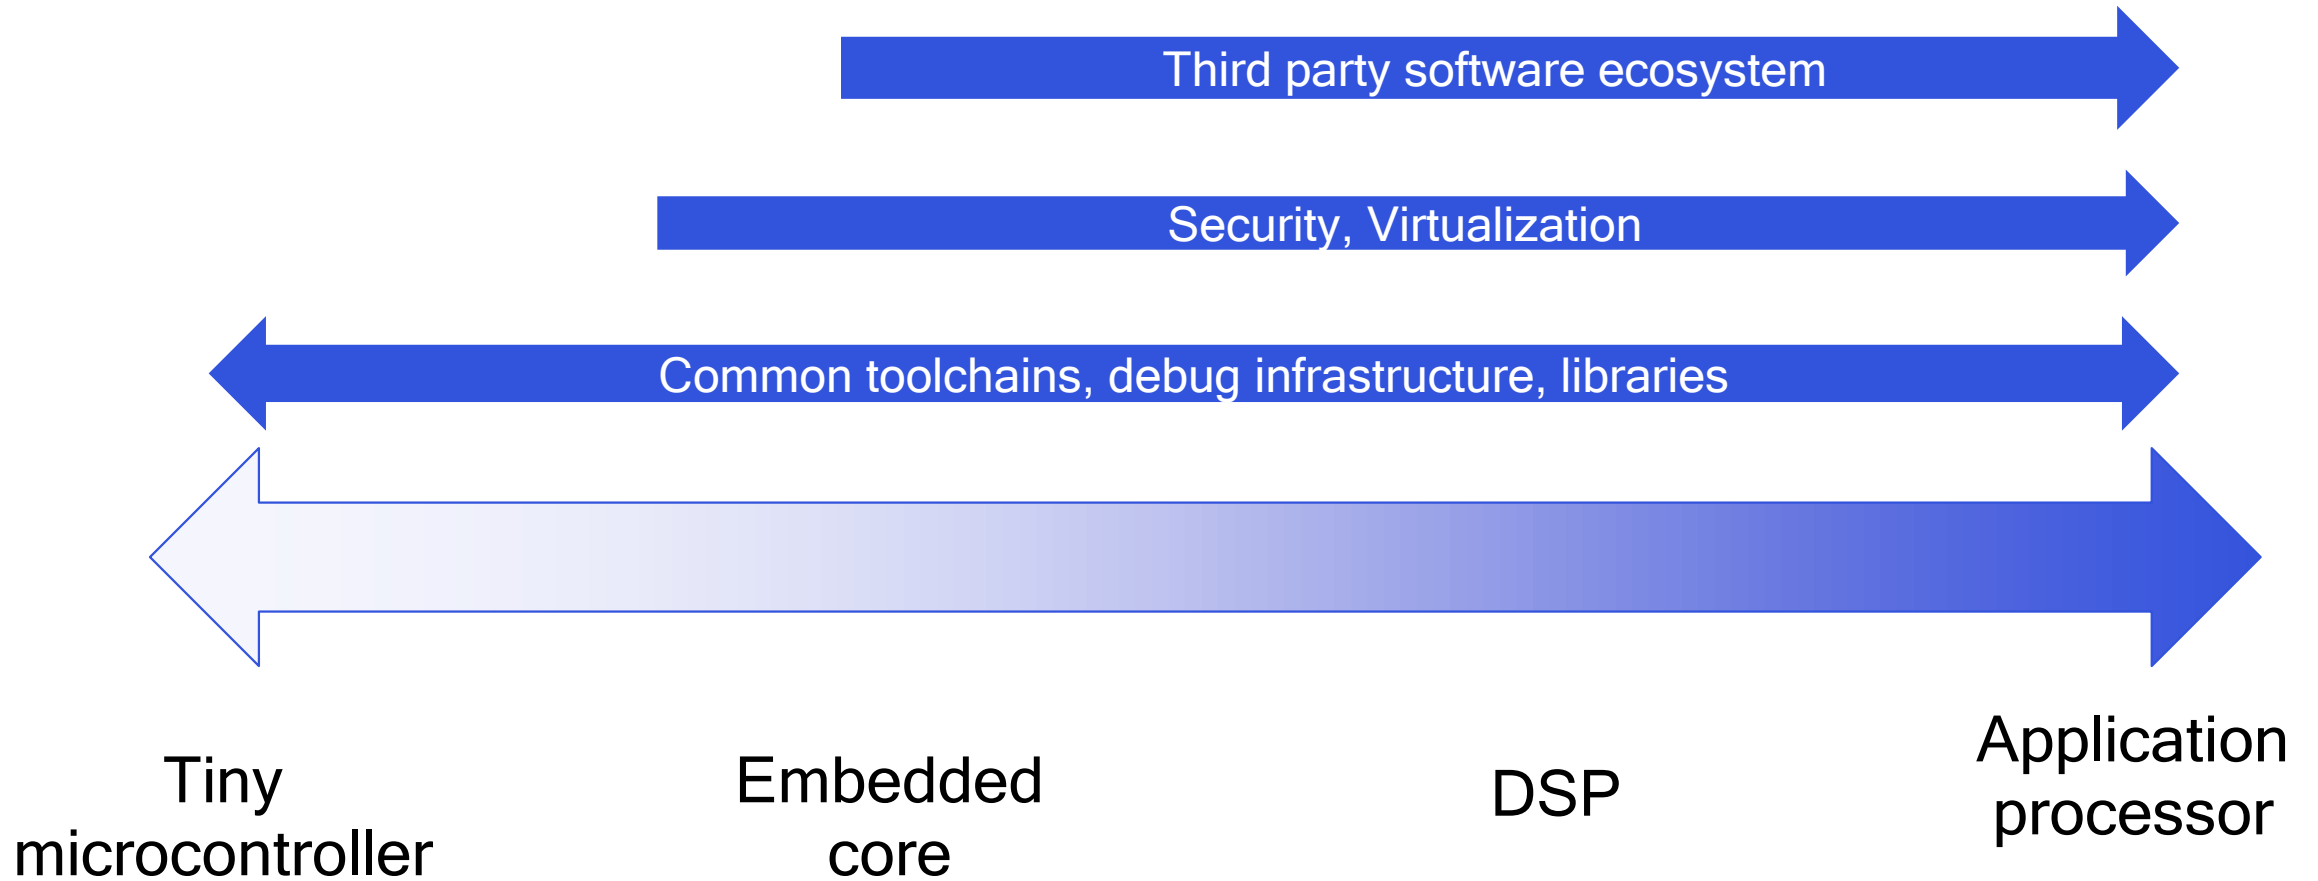 Third party software ecosystem
Security, Virtualization
Common toolchains, debug infrastructure, libraries
Tiny
microcontroller
Embedded
core
DSP
Application
processor